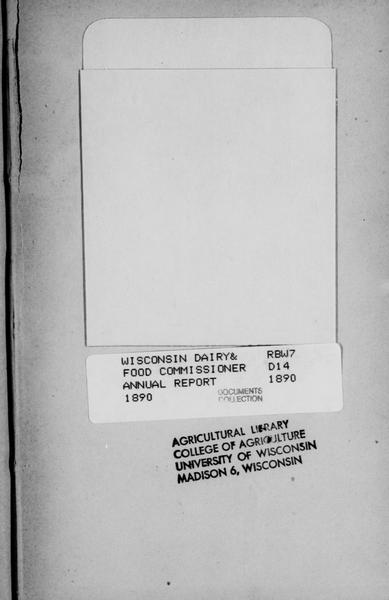 WISCONSIN DAIRY& RBW7
FOOD COMMISSIONER D14
ANNUAL REPORT 1890
1890
DOCUMENTS
COLLECTION
AGRICULTURAL LIBRARY
COLLEGE OF AGRICULTURE
UNIVERSITY OF WISCONSIN
MADISON 6, WISCONSIN